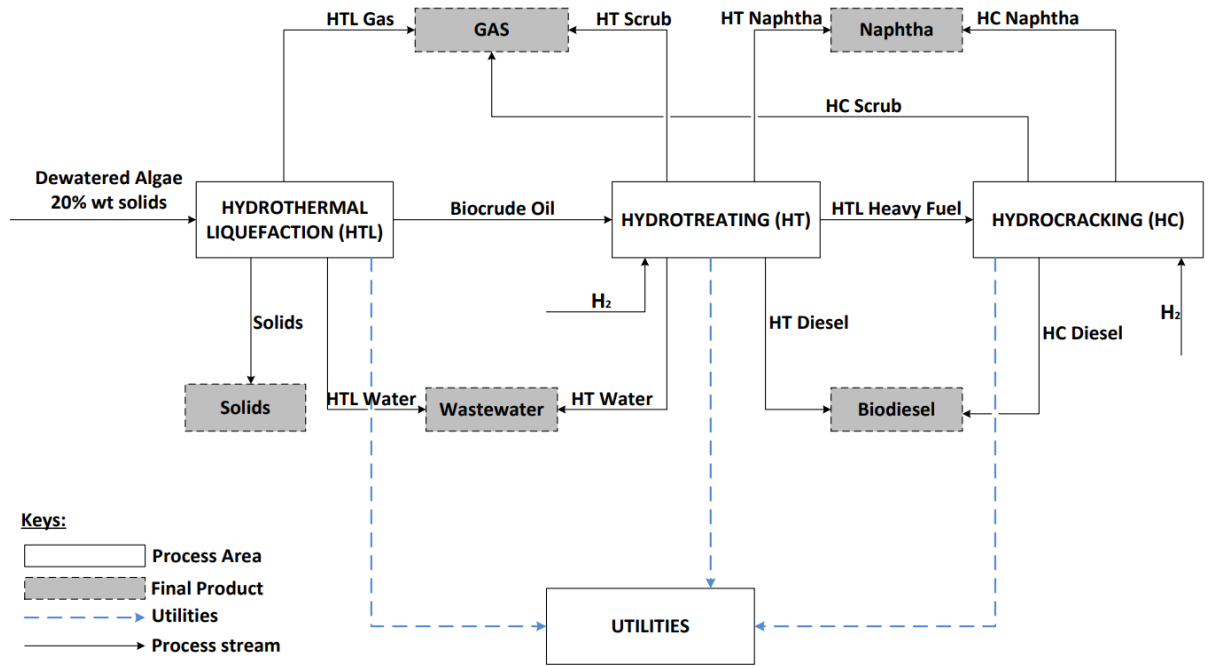 HTL Gas
GAS
HT Scrub
HT Naphtha
Naphtha
HC Naphtha
HC Scrub
Dewatered Algae
20% wt solids
HYDROTHERMAL
LIQUEFACTION (HTL)
Biocrude Oil
HYDROTREATING (HT)
HTL Heavy Fuel
HYDROCRACKING (HC)
H₂
H₂
Solids
HT Diesel
HC Diesel
Solids
HTL Water
Wastewater
HT Water
Biodiesel
Keys:
Process Area
Final Product
Utilities
Process stream
UTILITIES